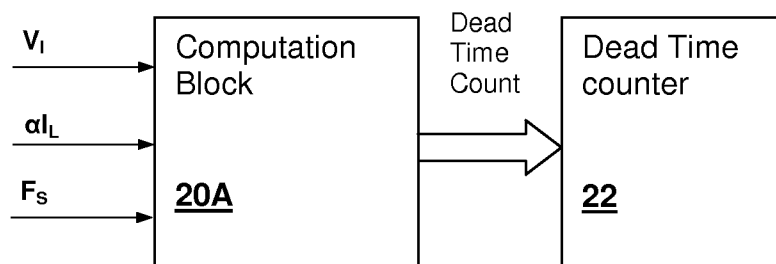 V_I
αI_L
F_S
Computation
Block
20A
Dead
Time
Count
Dead Time
counter
22